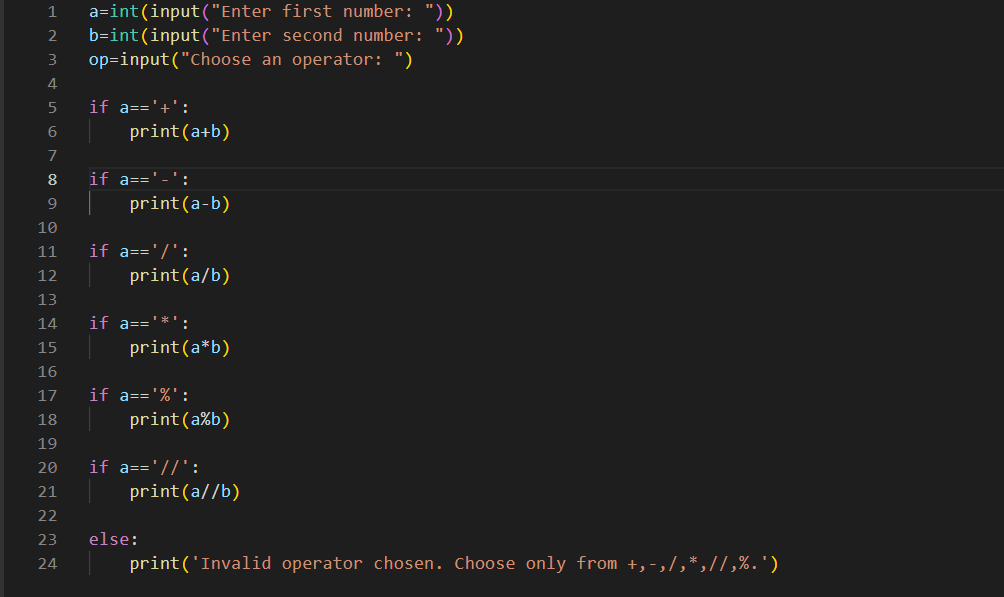 1 a=int(input("Enter first number: "))
2 b=int(input("Enter second number: "))
3 op=input("Choose an operator: ")
4
5 if a=='+':
6     print(a+b)
7
8 if a=='-':
9     print(a-b)
10
11 if a=='/':
12     print(a/b)
13
14 if a=='*':
15     print(a*b)
16
17 if a=='%':
18     print(a%b)
19
20 if a=='//':
21     print(a//b)
22
23 else:
24     print('Invalid operator chosen. Choose only from +,-,/,*,//,%.')